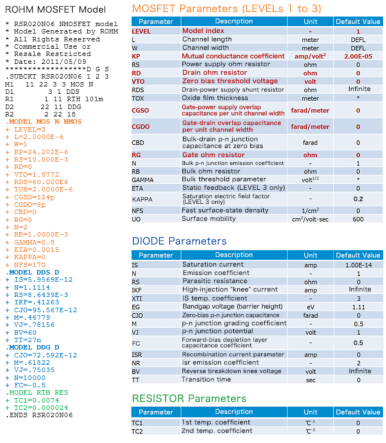 ROHM MOSFET Model
* RSR020N06 NMOSFET model
* Model Generated by ROHM
* All Rights Reserved
* Commercial Use or
* Resale Restricted
* Date: 2011/05/09
*******************D G S
.SUBCKT RSR020N06 1 2 3
M1 11 22 3 3 MOS_N
D1 3 1 DDS
R1 1 11 RTH 101m
D2 22 11 DDG
R2 2 22 18
.MODEL MOS_N NMOS
+ LEVEL=3
+ L=2.0000E-6
+ W=1
+ KP=24.202E-6
+ RS=10.000E-3
+ RD=0
+ VTO=1.8772
+ RDS=60.000E6
+ TOX=2.0000E-6
+ CGSO=124p
+ CGDO=8p
+ CBD=0
+ RG=0
+ N=2
+ RB=1.0000E-3
+ GAMMA=0.8
+ ETA=0.0015
+ KAPPA=0
+ NFS=17G
.MODEL DDS D
+ IS=5.9569E-12
+ N=1.1114
+ RS=8.6439E-3
+ IKF=.41263
+ CJO=95.567E-12
+ M=.46779
+ VJ=.78156
+ BV=60
+ TT=27n
.MODEL DDG D
+ CJO=72.592E-12
+ M=.61822
+ VJ=.75035
+ N=10000
+ FC=-0.5
.MODEL RTH RES
+ TC1=0.0074
+ TC2=0.000024
.ENDS RSR020N06
MOSFET Parameters (LEVELs 1 to 3)
Parameter Description Unit Default Value
LEVEL Model index - 1
L Channel length meter DEFL
W Channel width meter DEFL
KP Mutual conductance coefficient amp/volt² 2.00E-05
RS Power supply ohm resistor ohm 0
RD Drain ohm resistor ohm 0
VTO Zero bias threshold voltage volt 0
RDS Drain-power supply shunt resistor ohm Infinite
TOX Oxide film thickness meter *
CGSO Gate-power supply overlap capacitance per unit channel width farad/meter 0
CGDO Gate-drain overlap capacitance per unit channel width farad/meter 0
CBD Bulk-drain p-n junction capacitance at zero bias farad 0
RG Gate ohm resistor ohm 0
N Bulk p-n junction emission coefficient - 1
RB Bulk ohm resistor ohm 0
GAMMA Bulk threshold parameter volt¹/² *
ETA Static feedback (LEVEL 3 only) - 0
KAPPA Saturation electric field factor (LEVEL3 only) - 0.2
NFS Fast surface-state density 1/cm² 0
UO Surface mobility cm²/volt·sec 600
DIODE Parameters
Parameter Description Unit Default Value
IS Saturation current amp 1.00E-14
N Emission coefficient - 1
RS Parasitic resistance ohm 0
IKF High-injection "knee" current amp Infinite
XTI IS temp. coefficient - 3
EG Bandgap voltage (barrier height) eV 1.11
CJO Zero-bias p-n junction capacitance farad 0
M p-n junction grading coefficient - 0.5
VJ p-n junction potential volt 1
FC Forward-bias depletion layer capacitance coefficient - 0.5
ISR Recombination current parameter amp 0
NR Isr emission coefficient - 2
BV Reverse breakdown knee voltage volt Infinite
TT Transition time sec 0
RESISTOR Parameters
Parameter Description Unit Default Value
TC1 1st temp. coefficient ℃⁻¹ 0
TC2 2nd temp. coefficient ℃⁻² 0